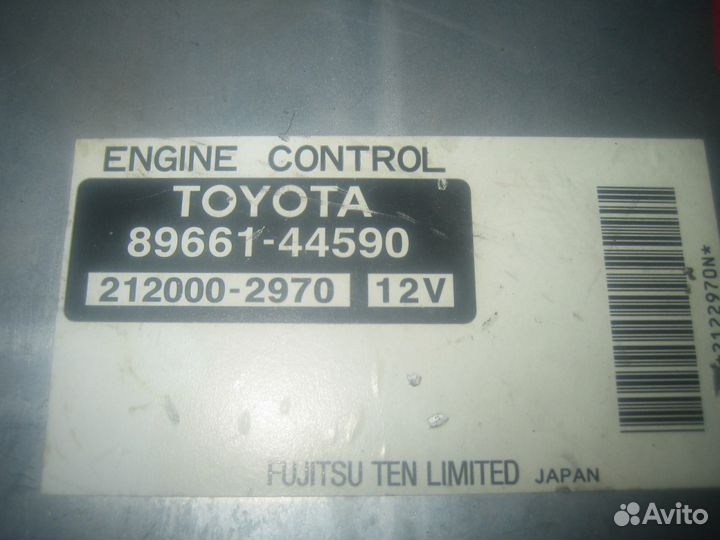 ENGINE CONTROL
TOYOTA
89661-44590
212000-2970 12V
2122970N*
FUJITSU TEN LIMITED JAPAN
Avito